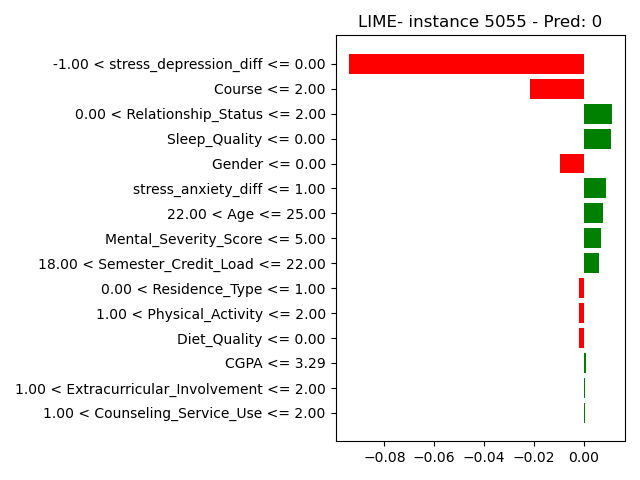 LIME- instance 5055 - Pred: 0
-1.00 < stress_depression_diff <= 0.00
Course <= 2.00
0.00 < Relationship_Status <= 2.00
Sleep_Quality <= 0.00
Gender <= 0.00
stress_anxiety_diff <= 1.00
22.00 < Age <= 25.00
Mental_Severity_Score <= 5.00
18.00 < Semester_Credit_Load <= 22.00
0.00 < Residence_Type <= 1.00
1.00 < Physical_Activity <= 2.00
Diet_Quality <= 0.00
CGPA <= 3.29
1.00 < Extracurricular_Involvement <= 2.00
1.00 < Counseling_Service_Use <= 2.00
−0.08 −0.06 −0.04 −0.02 0.00